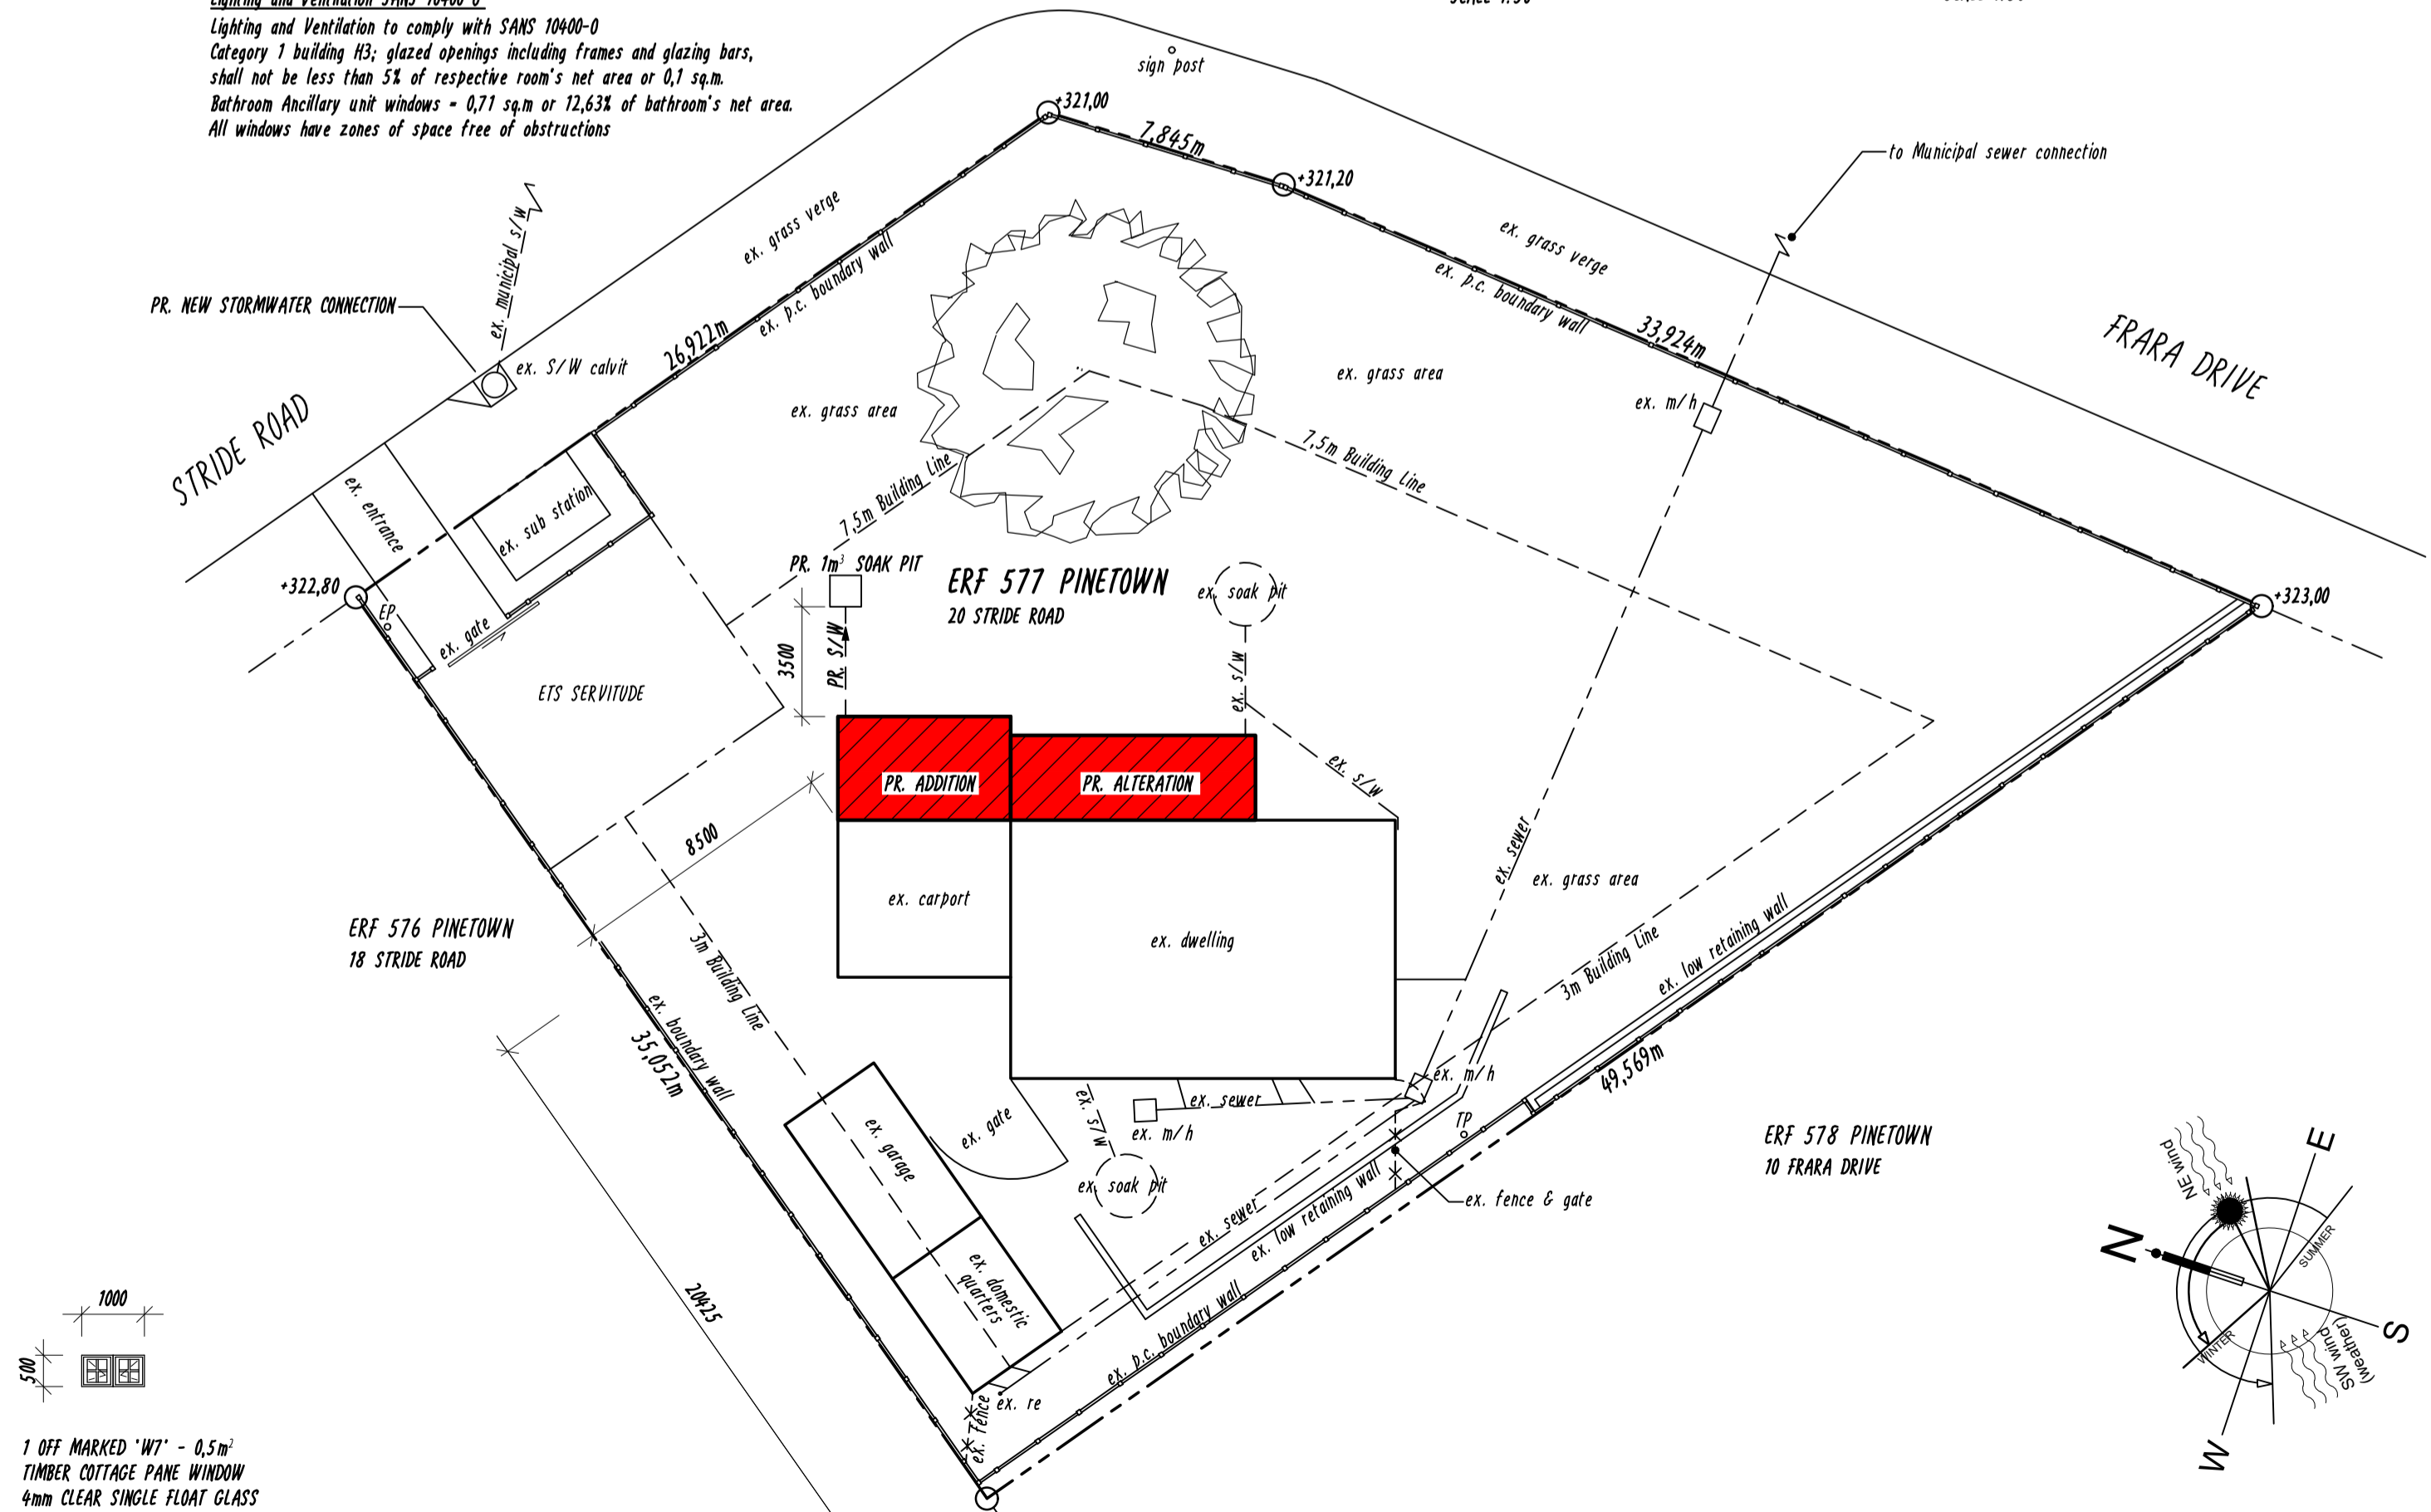 Lighting and Ventilation SANS 10400-O
Lighting and Ventilation to comply with SANS 10400-O
Category 1 building H3; glazed openings including frames and glazing bars,
shall not be less than 5% of respective room's net area or 0,1 sq.m.
Bathroom Ancillary unit windows = 0,71 sq.m or 12,63% of bathroom's net area.
All windows have zones of space free of obstructions
sign post
+321,00
7,845m
+321,20
to Municipal sewer connection
ex. grass verge
ex. p.c. boundary wall
26,922m
ex. municipal s/w
PR. NEW STORMWATER CONNECTION
ex. S/W calvit
STRIDE ROAD
ex. grass verge
ex. p.c. boundary wall
33,924m
FRARA DRIVE
ex. grass area
ex. grass area
ex. m/h
7,5m Building Line
7,5m Building Line
ex. entrance
ex. sub station
+322,80
EP
ex. gate
ETS SERVITUDE
PR. 1m³ SOAK PIT
PR. S/W
3500
ERF 577 PINETOWN
20 STRIDE ROAD
ex. soak pit
ex. s/w
ex. s/w
+323,00
PR. ADDITION
PR. ALTERATION
8500
ex. carport
ex. dwelling
ex. sewer
ex. grass area
ERF 576 PINETOWN
18 STRIDE ROAD
3m Building Line
ex. boundary wall
35,052m
3m Building Line
ex. low retaining wall
49,569m
ex. garage
ex. gate
ex. s/w
ex. sewer
ex. m/h
ex. m/h
TP
ex. soak pit
ex. domestic
quarters
ex. sewer
ex. low retaining wall
ex. fence & gate
ex. p.c. boundary wall
ex. re
ex. fence
20425
ERF 578 PINETOWN
10 FRARA DRIVE
NE wind
E
N
SUMMER
WINTER
S
SW wind
(weather)
W
1000
500
1 OFF MARKED 'W7' - 0,5m²
TIMBER COTTAGE PANE WINDOW
4mm CLEAR SINGLE FLOAT GLASS